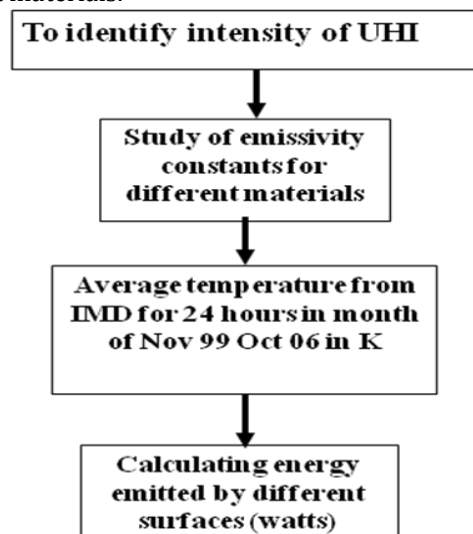 materials.
To identify intensity of UHI
Study of emissivity
constants for
different materials
Average temperature from
IMD for 24 hours in month
of Nov 99 Oct 06 in K
Calculating energy
emitted by different
surfaces (watts)